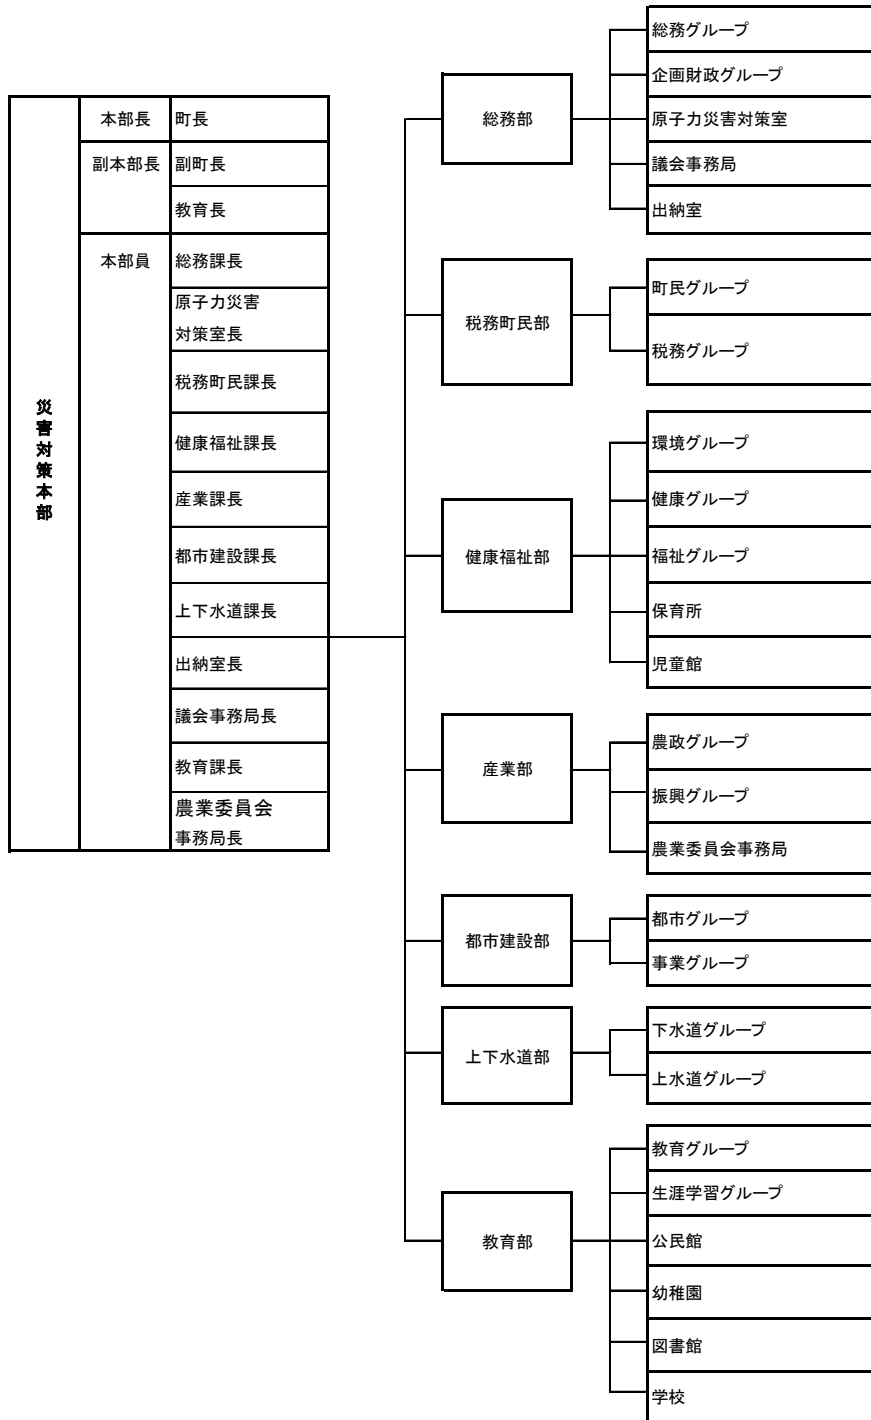 災害対策本部
本部長
町長
副本部長
副町長
教育長
本部員
総務課長
原子力災害
対策室長
税務町民課長
健康福祉課長
産業課長
都市建設課長
上下水道課長
出納室長
議会事務局長
教育課長
農業委員会
事務局長
総務部
総務グループ
企画財政グループ
原子力災害対策室
議会事務局
出納室
税務町民部
町民グループ
税務グループ
健康福祉部
環境グループ
健康グループ
福祉グループ
保育所
児童館
産業部
農政グループ
振興グループ
農業委員会事務局
都市建設部
都市グループ
事業グループ
上下水道部
下水道グループ
上水道グループ
教育部
教育グループ
生涯学習グループ
公民館
幼稚園
図書館
学校